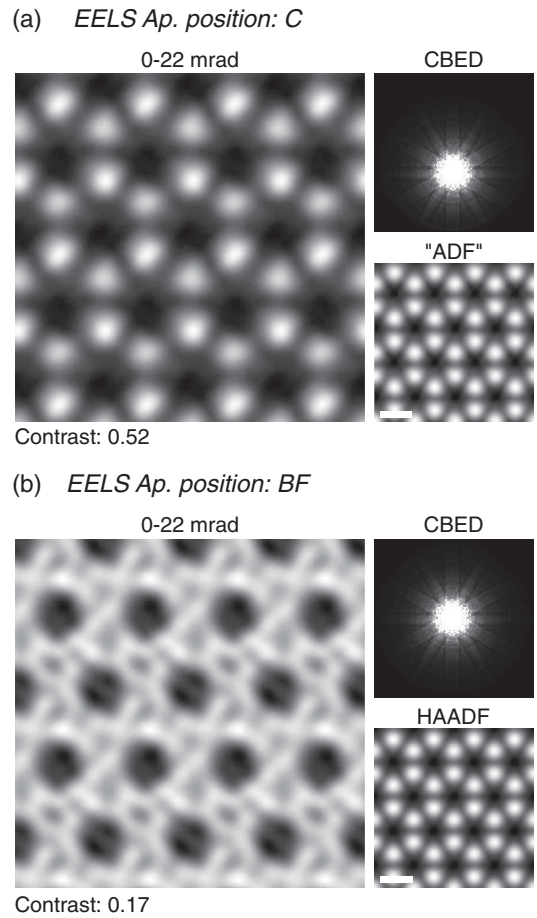 (a) EELS Ap. position: C
0-22 mrad
CBED
"ADF"
Contrast: 0.52
(b) EELS Ap. position: BF
0-22 mrad
CBED
HAADF
Contrast: 0.17